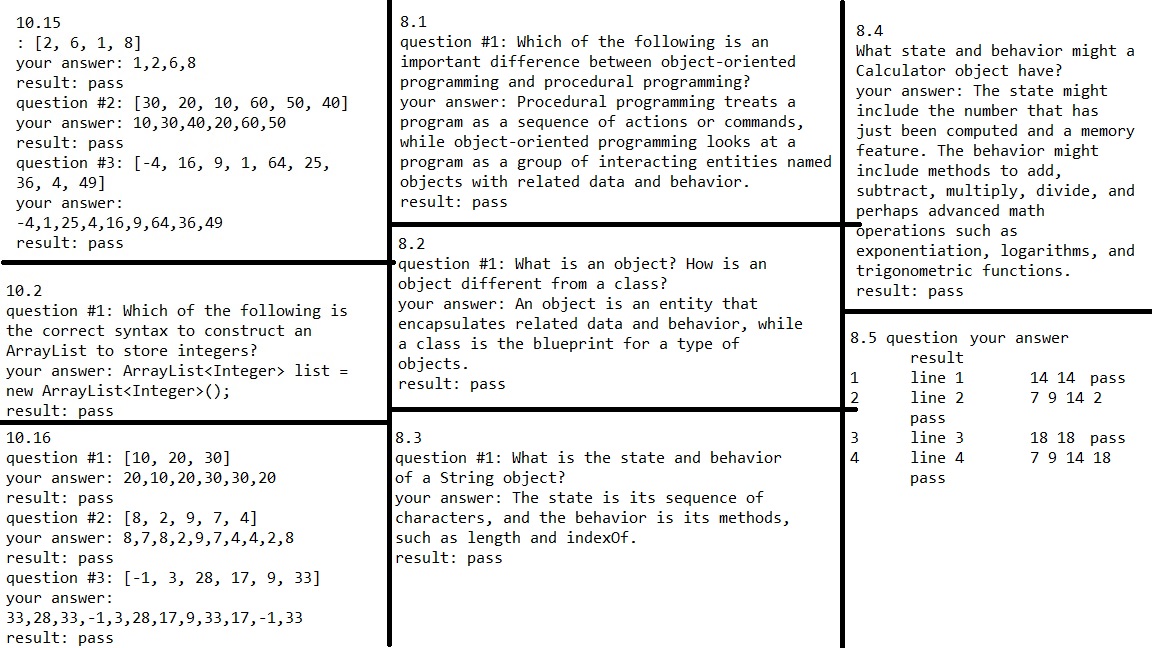 10.15
: [2, 6, 1, 8]
your answer: 1,2,6,8
result: pass
question #2: [30, 20, 10, 60, 50, 40]
your answer: 10,30,40,20,60,50
result: pass
question #3: [-4, 16, 9, 1, 64, 25,
36, 4, 49]
your answer:
-4,1,25,4,16,9,64,36,49
result: pass
10.2
question #1: Which of the following is
the correct syntax to construct an
ArrayList to store integers?
your answer: ArrayList<Integer> list =
new ArrayList<Integer>();
result: pass
10.16
question #1: [10, 20, 30]
your answer: 20,10,20,30,30,20
result: pass
question #2: [8, 2, 9, 7, 4]
your answer: 8,7,8,2,9,7,4,4,2,8
result: pass
question #3: [-1, 3, 28, 17, 9, 33]
your answer:
33,28,33,-1,3,28,17,9,33,17,-1,33
result: pass
8.1
question #1: Which of the following is an
important difference between object-oriented
programming and procedural programming?
your answer: Procedural programming treats a
program as a sequence of actions or commands,
while object-oriented programming looks at a
program as a group of interacting entities named
objects with related data and behavior.
result: pass
8.2
question #1: What is an object? How is an
object different from a class?
your answer: An object is an entity that
encapsulates related data and behavior, while
a class is the blueprint for a type of
objects.
result: pass
8.3
question #1: What is the state and behavior
of a String object?
your answer: The state is its sequence of
characters, and the behavior is its methods,
such as length and indexOf.
result: pass
8.4
What state and behavior might a
Calculator object have?
your answer: The state might
include the number that has
just been computed and a memory
feature. The behavior might
include methods to add,
subtract, multiply, divide, and
perhaps advanced math
operations such as
exponentiation, logarithms, and
trigonometric functions.
result: pass
8.5 question your answer
result
1 line 1 14 14 pass
2 line 2 7 9 14 2
pass
3 line 3 18 18 pass
4 line 4 7 9 14 18
pass